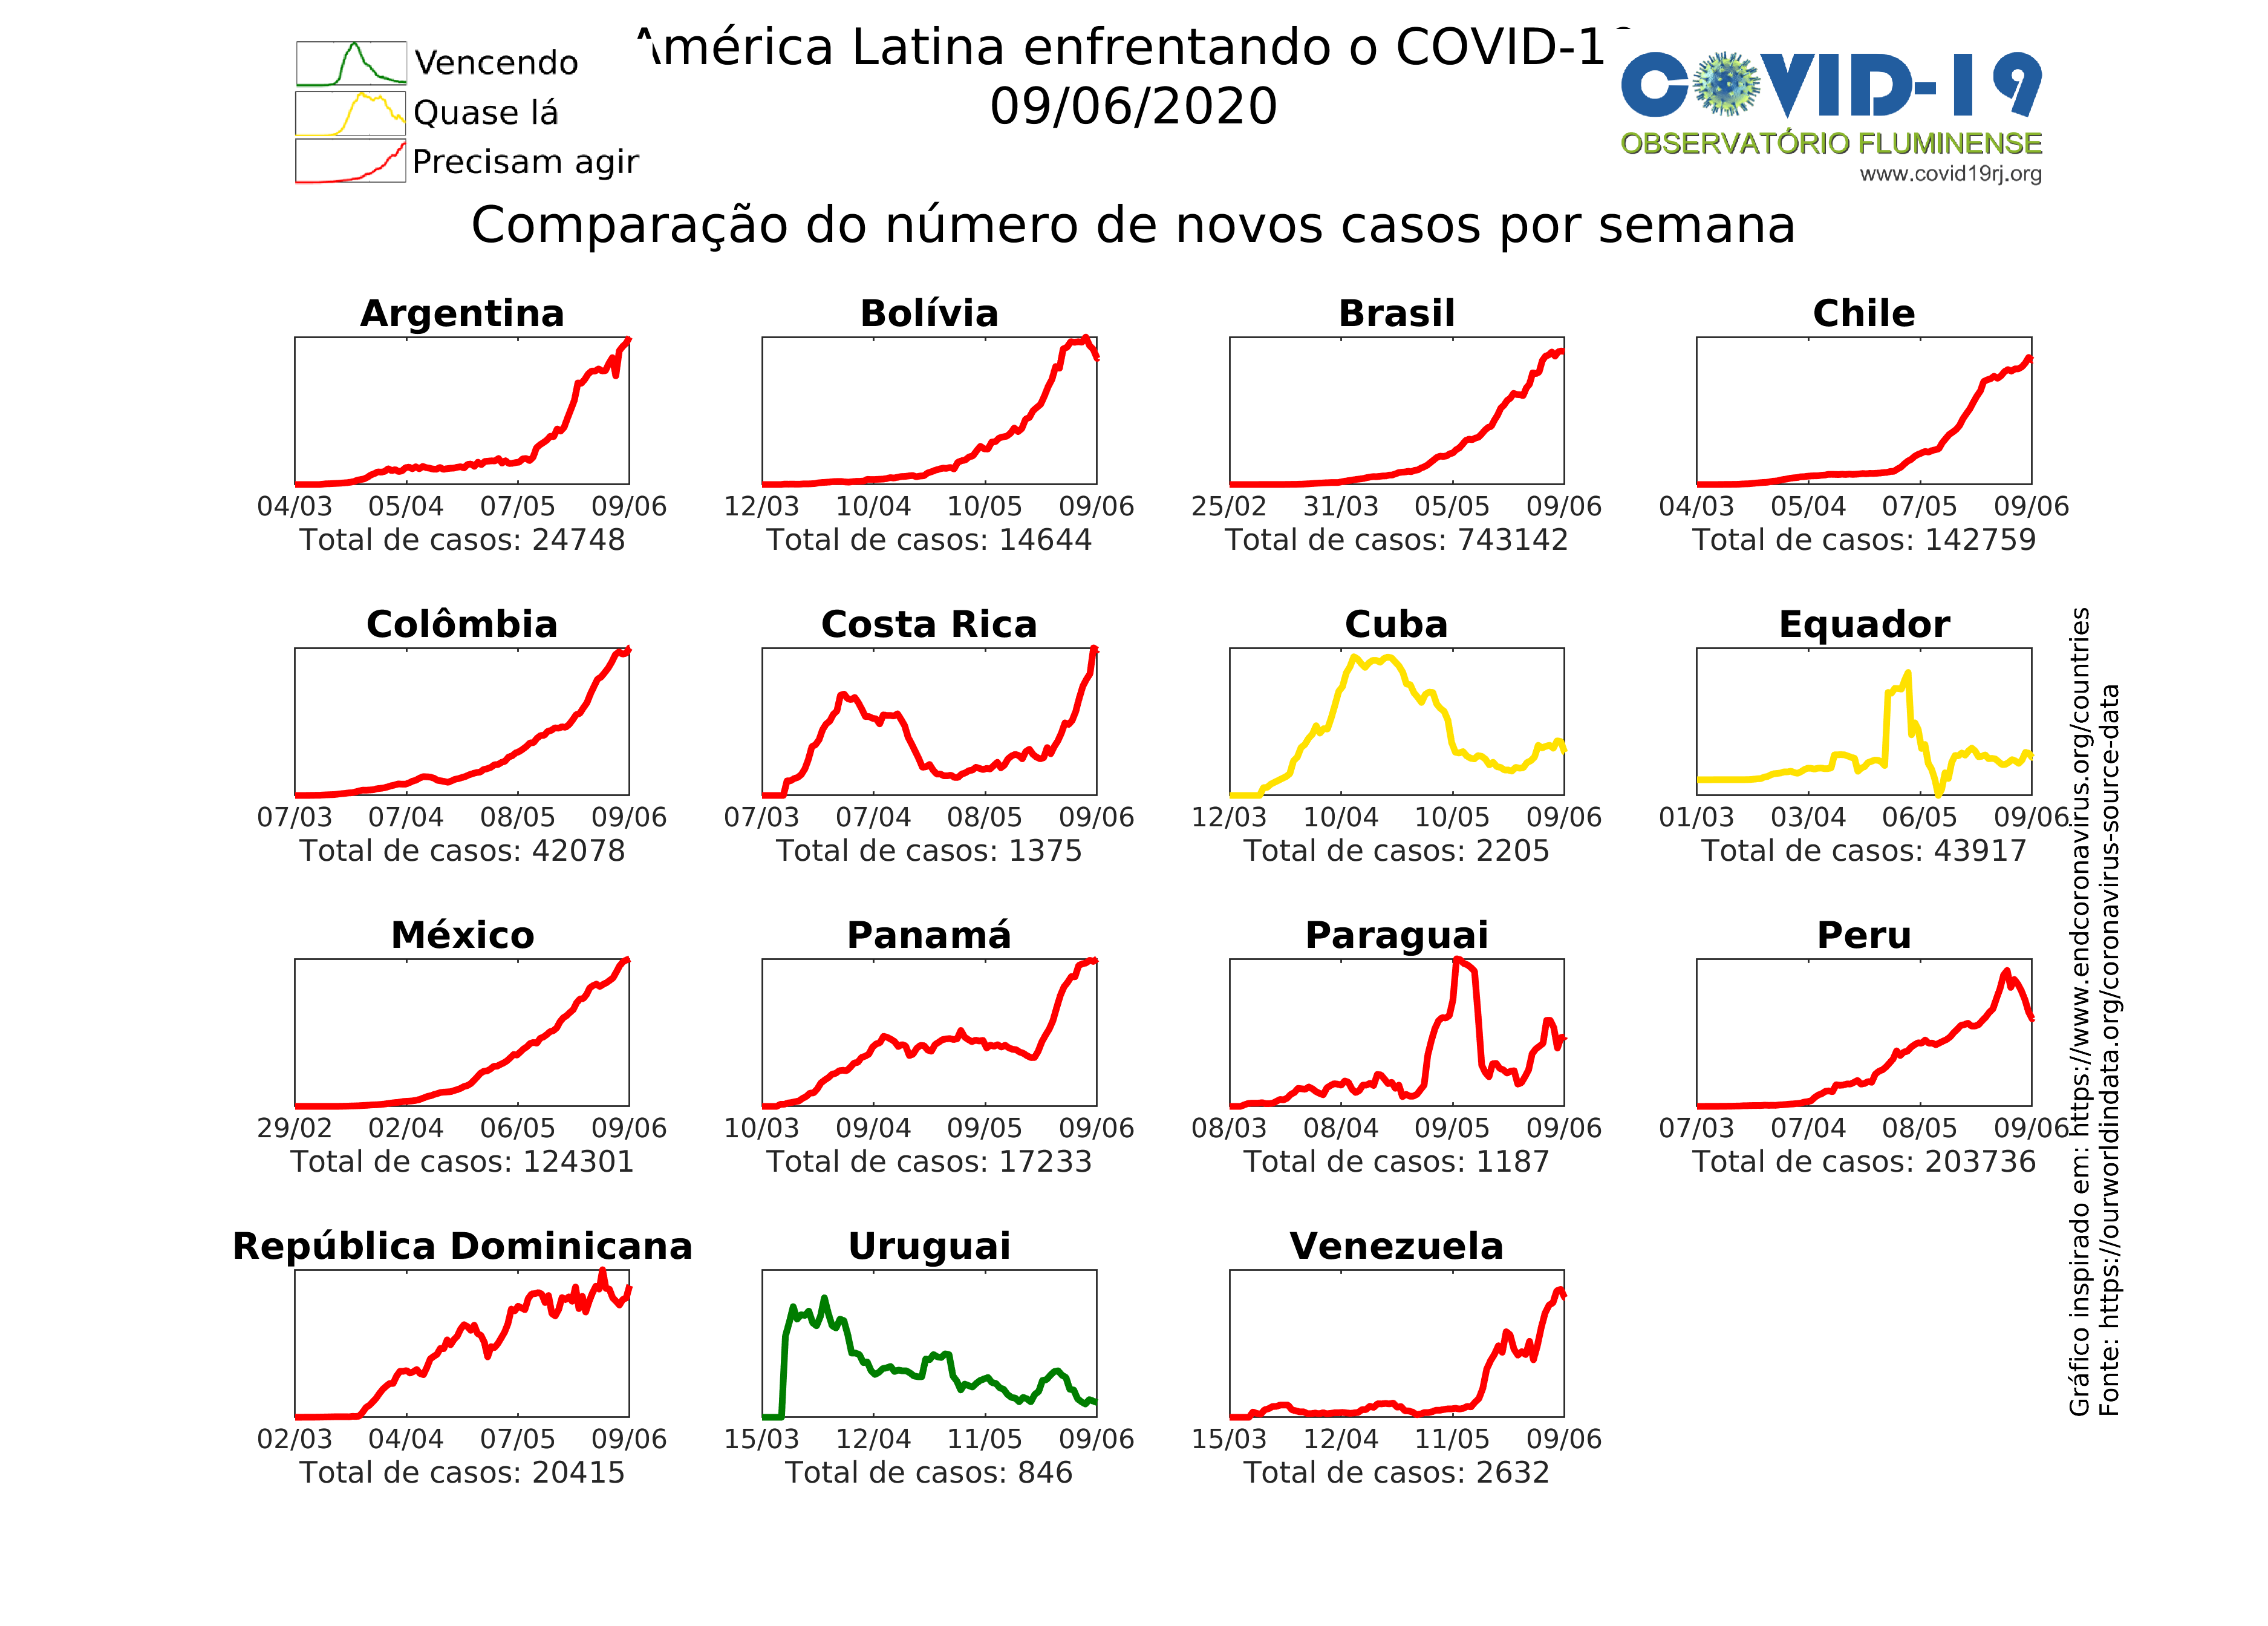 Vencendo
Quase lá
Precisam agir
América Latina enfrentando o COVID-19
09/06/2020
COVID-19
OBSERVATÓRIO FLUMINENSE
www.covid19rj.org
Comparação do número de novos casos por semana
Argentina
04/03 05/04 07/05 09/06
Total de casos: 24748
Bolívia
12/03 10/04 10/05 09/06
Total de casos: 14644
Brasil
25/02 31/03 05/05 09/06
Total de casos: 743142
Chile
04/03 05/04 07/05 09/06
Total de casos: 142759
Colômbia
07/03 07/04 08/05 09/06
Total de casos: 42078
Costa Rica
07/03 07/04 08/05 09/06
Total de casos: 1375
Cuba
12/03 10/04 10/05 09/06
Total de casos: 2205
Equador
01/03 03/04 06/05 09/06
Total de casos: 43917
México
29/02 02/04 06/05 09/06
Total de casos: 124301
Panamá
10/03 09/04 09/05 09/06
Total de casos: 17233
Paraguai
08/03 08/04 09/05 09/06
Total de casos: 1187
Peru
07/03 07/04 08/05 09/06
Total de casos: 203736
República Dominicana
02/03 04/04 07/05 09/06
Total de casos: 20415
Uruguai
15/03 12/04 11/05 09/06
Total de casos: 846
Venezuela
15/03 12/04 11/05 09/06
Total de casos: 2632
Gráfico inspirado em: https://www.endcoronavirus.org/countries
Fonte: https://ourworldindata.org/coronavirus-source-data